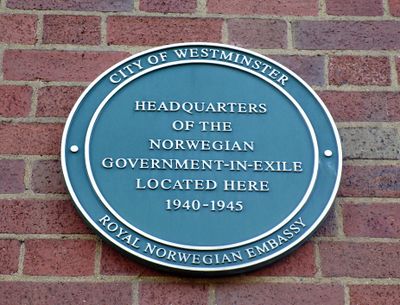 CITY OF WESTMINSTER
HEADQUARTERS
OF THE
NORWEGIAN
GOVERNMENT-IN-EXILE
LOCATED HERE
1940-1945
ROYAL NORWEGIAN EMBASSY